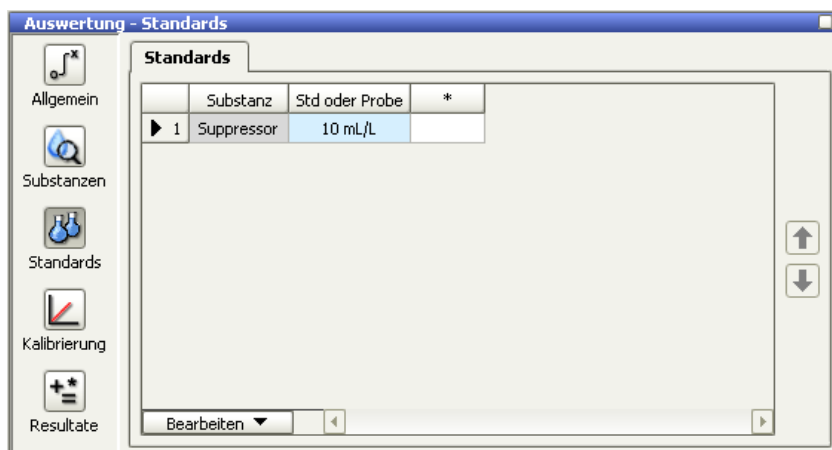 Auswertung - Standards
Allgemein
Substanzen
Standards
Kalibrierung
Resultate
Standards
Substanz Std oder Probe *
1 Suppressor 10 mL/L
Bearbeiten